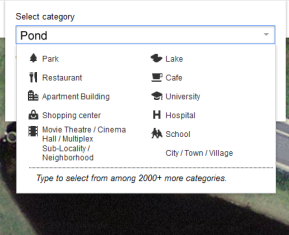 Select category
Pond
Park
Lake
Restaurant
Cafe
Apartment Building
University
Shopping center
Hospital
Movie Theatre / Cinema
Hall / Multiplex
School
Sub-Locality /
Neighborhood
City / Town / Village
Type to select from among 2000+ more categories.